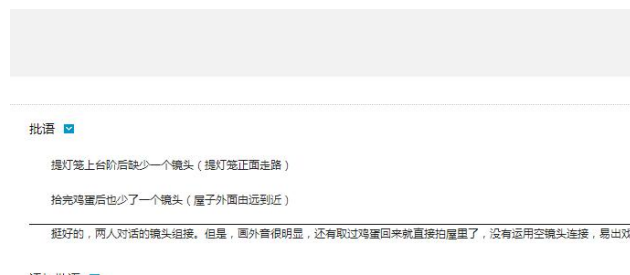 批语
提灯笼上台阶后缺少一个镜头（提灯笼正面走路）
拾完鸡蛋后也少了一个镜头（屋子外面由远到近）
挺好的，两人对话的镜头组接。但是，画外音很明显，还有取过鸡蛋回来就直接拍屋里了，没有运用空镜头连接，易出戏